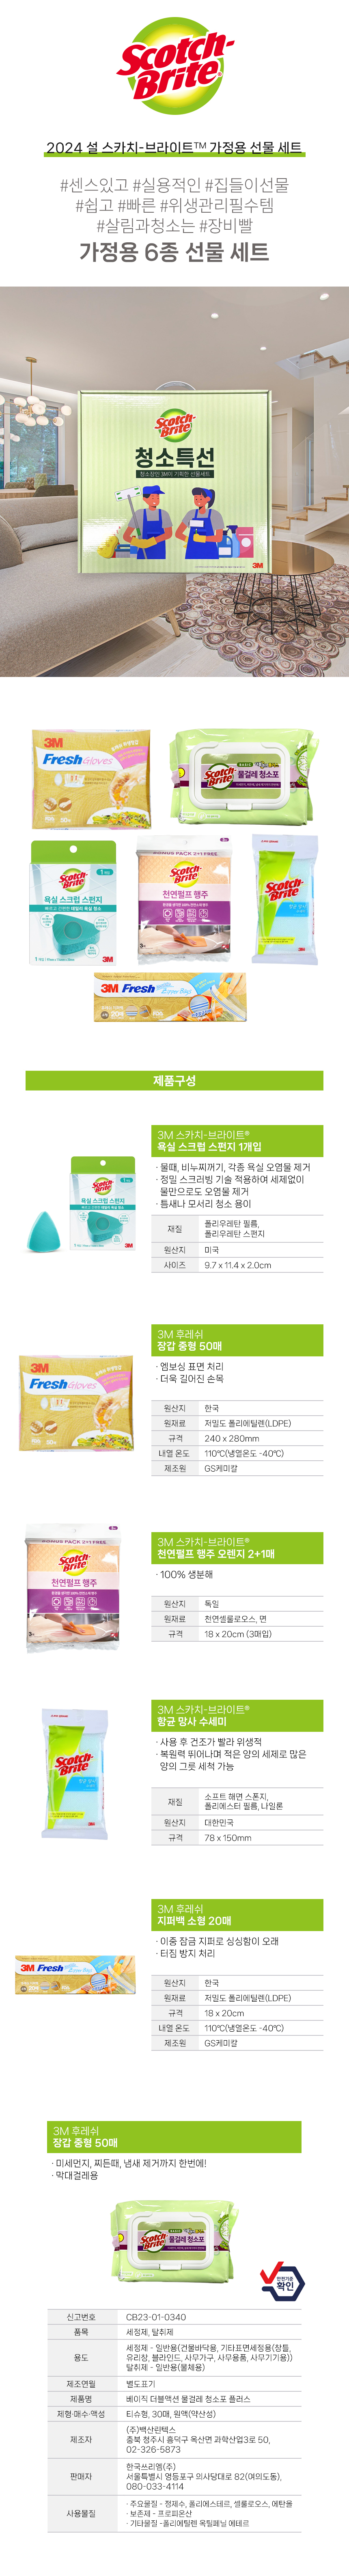 Scotch-Brite
2024 설 스카치-브라이트™ 가정용 선물 세트
#센스있고 #실용적인 #집들이선물
#쉽고 #빠른 #위생관리필수템
#살림과청소는 #장비빨
가정용 6종 선물 세트
Scotch-Brite
청소특선
청소장인 3M이 기획한 선물세트
3M
3M
Fresh Gloves
Scotch-Brite
물걸레 청소포
1개입
Scotch-Brite
욕실 스크럽 스펀지
3M
BONUS PACK 2+1 FREE
Scotch-Brite
천연펄프 행주
Scotch-Brite
3M Fresh Zipper Bags
제품구성
3M 스카치-브라이트®
욕실 스크럽 스펀지 1개입
· 물때, 비누찌꺼기, 각종 욕실 오염물 제거
· 정밀 스크러빙 기술 적용하여 세제없이
물만으로도 오염물 제거
· 틈새나 모서리 청소 용이
재질 폴리우레탄 필름,
폴리우레탄 스펀지
원산지 미국
사이즈 9.7 x 11.4 x 2.0cm
3M 후레쉬
장갑 중형 50매
· 엠보싱 표면 처리
· 더욱 길어진 손목
원산지 한국
원재료 저밀도 폴리에틸렌(LDPE)
규격 240 x 280mm
내열 온도 110℃(냉열온도 -40℃)
제조원 GS케미칼
3M 스카치-브라이트®
천연펄프 행주 오렌지 2+1매
· 100% 생분해
원산지 독일
원재료 천연셀룰로오스, 면
규격 18 x 20cm (3매입)
3M 스카치-브라이트®
항균 망사 수세미
· 사용 후 건조가 빨라 위생적
· 복원력 뛰어나며 적은 양의 세제로 많은
양의 그릇 세척 가능
재질 소프트 해면 스폰지,
폴리에스터 필름, 나일론
원산지 대한민국
규격 78 x 150mm
3M 후레쉬
지퍼백 소형 20매
· 이중 잠금 지퍼로 싱싱함이 오래
· 터짐 방지 처리
원산지 한국
원재료 저밀도 폴리에틸렌(LDPE)
규격 18 x 20cm
내열 온도 110℃(냉열온도 -40℃)
제조원 GS케미칼
3M 후레쉬
장갑 중형 50매
· 미세먼지, 찌든때, 냄새 제거까지 한번에!
· 막대걸레용
Scotch-Brite
물걸레 청소포
안전기준
확인
신고번호 CB23-01-0340
품목 세정제, 탈취제
용도 세정제 - 일반용(건물바닥용, 기타표면세정용(창틀,
유리창, 블라인드, 사무가구, 사무용품, 사무기기용))
탈취제 - 일반용(물체용)
제조연월 별도표기
제품명 베이직 더블액션 물걸레 청소포 플러스
제형·매수·액성 티슈형, 30매, 원액(약산성)
제조자 (주)백산린텍스
충북 청주시 흥덕구 옥산면 과학산업3로 50,
02-326-5873
판매자 한국쓰리엠(주)
서울특별시 영등포구 의사당대로 82(여의도동),
080-033-4114
사용물질 · 주요물질 - 정제수, 폴리에스테르, 셀룰로오스, 에탄올
· 보존제 - 프로피온산
· 기타물질 -폴리에틸렌 옥틸페닐 에테르